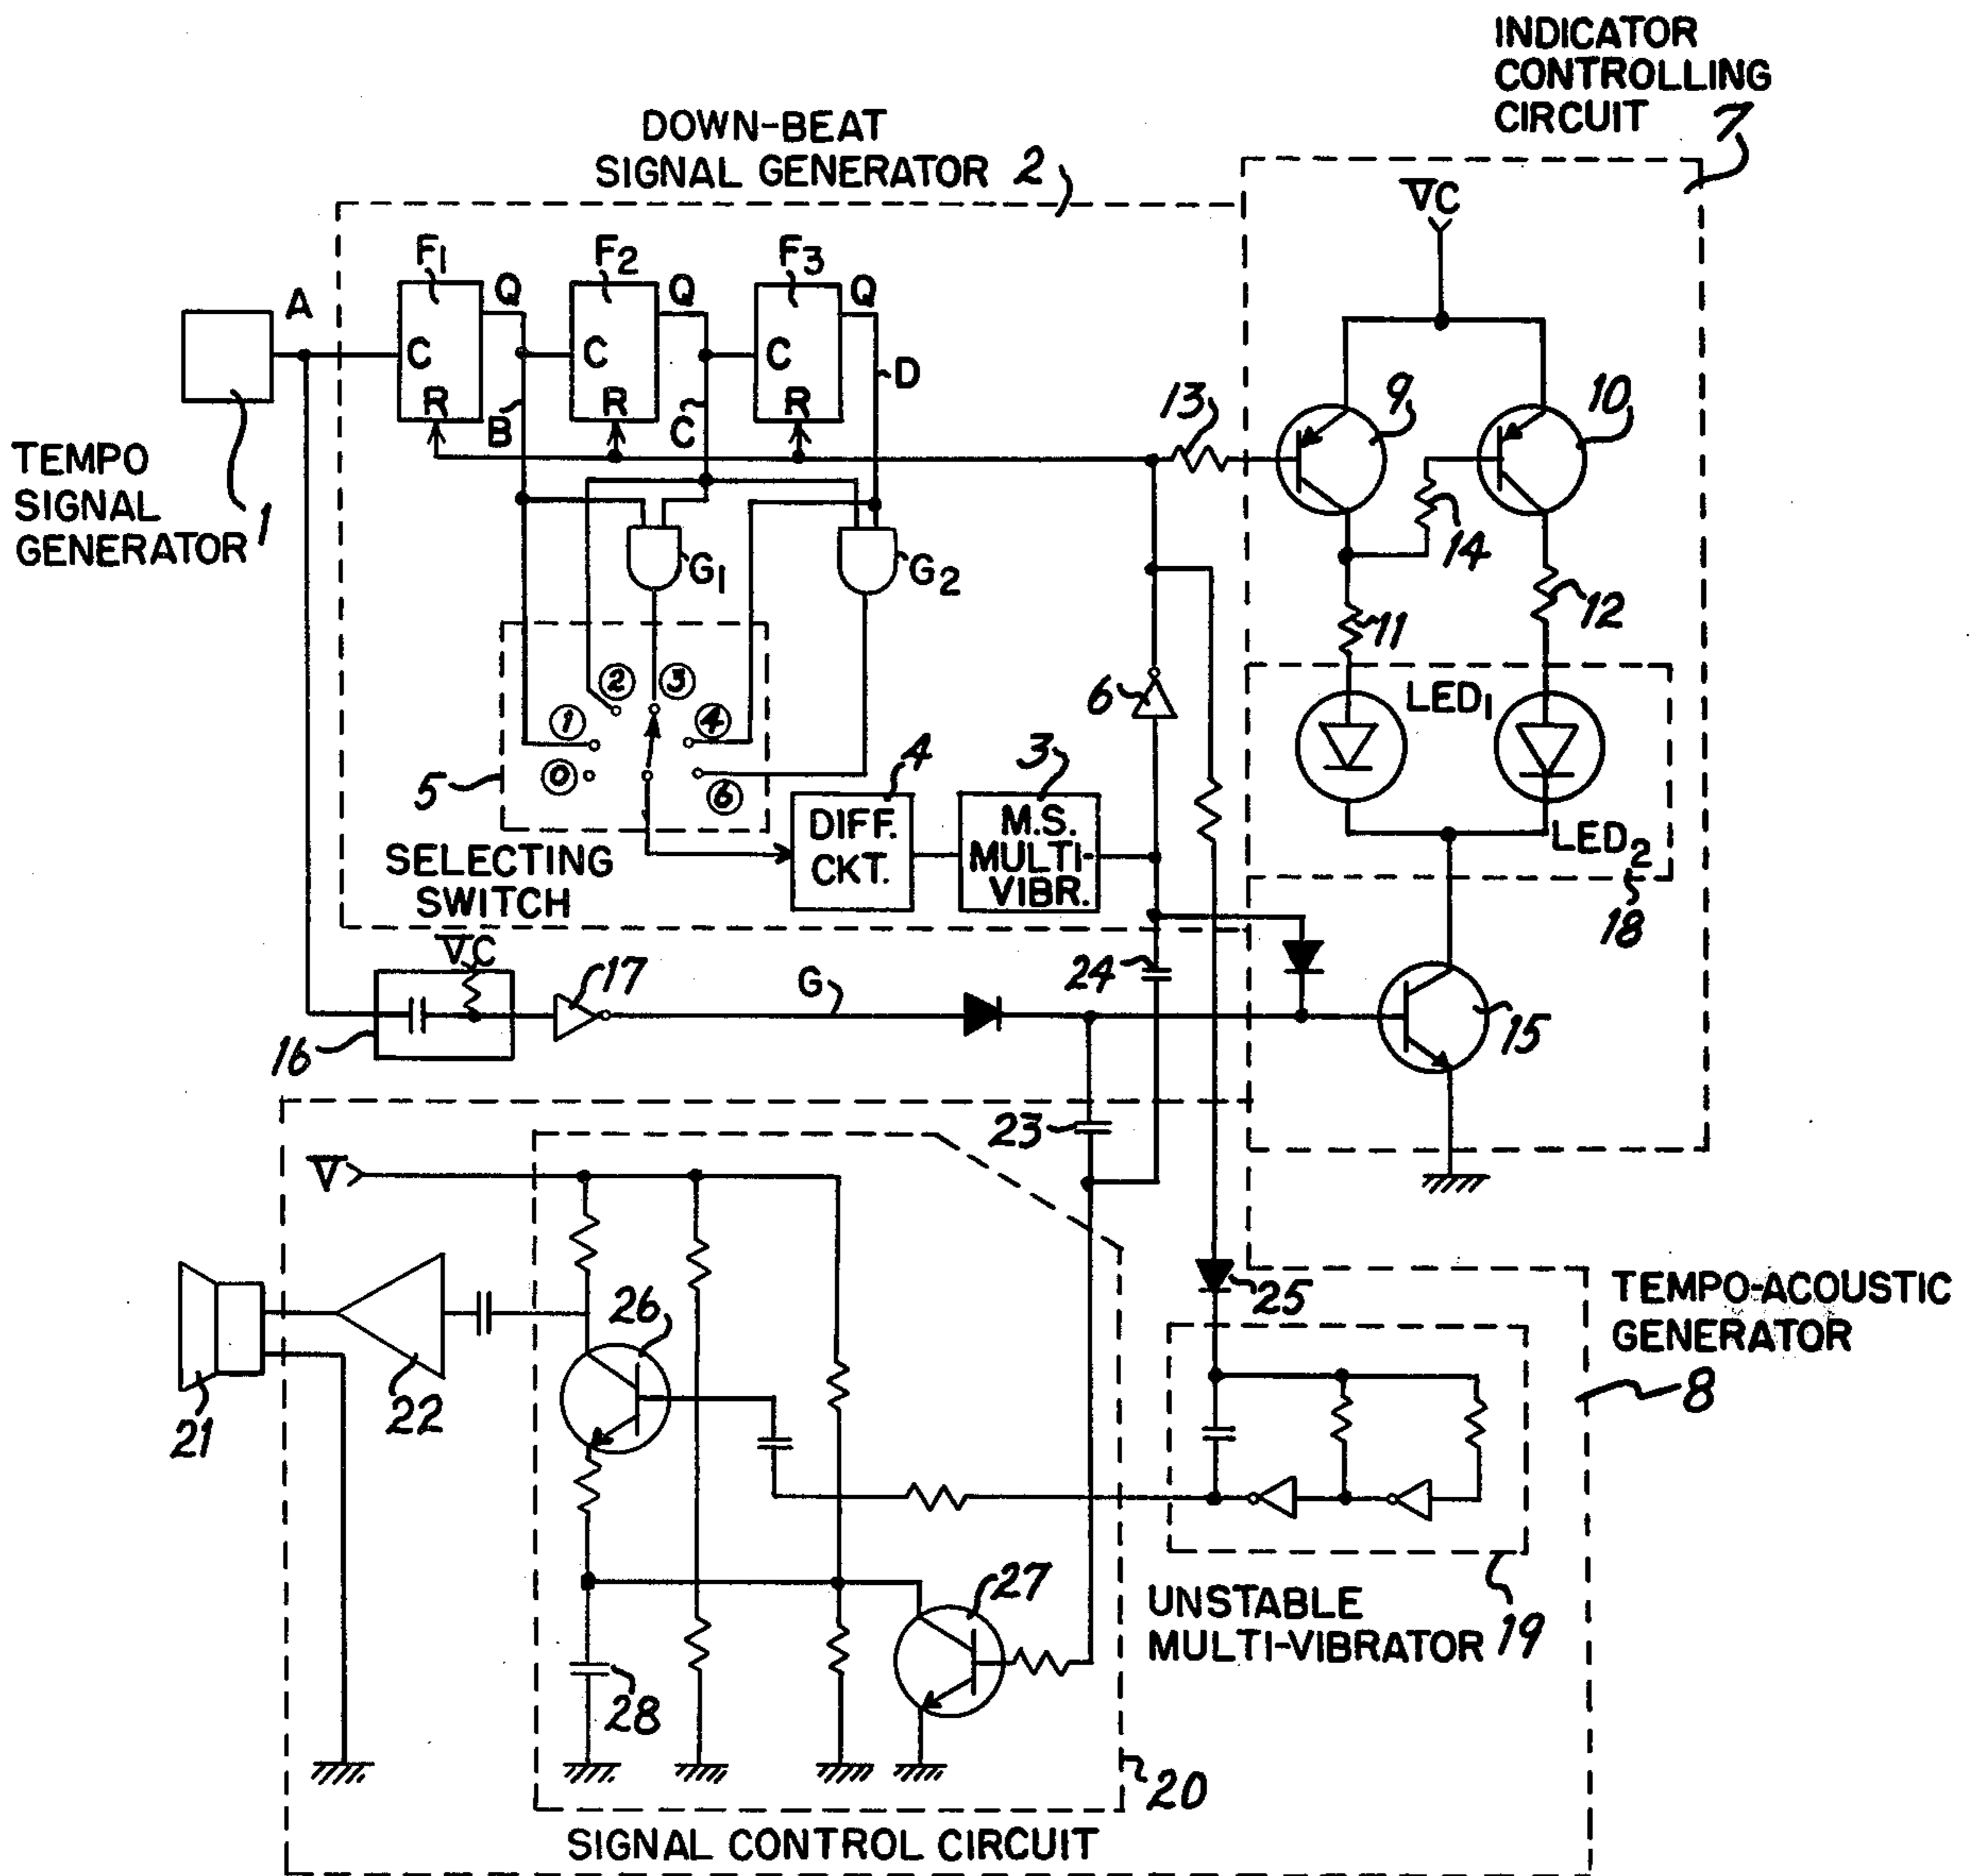 INDICATOR
CONTROLLING
CIRCUIT 7
DOWN-BEAT
SIGNAL GENERATOR 2
VC
F1 F2 F3
A Q Q Q
C C C
R R R
B C D
TEMPO
SIGNAL
GENERATOR 1
13 9 10
14
G1 G2
11 12
② ③
① ④
⓪ ⑥
5
SELECTING
SWITCH
4
DIFF.
CKT.
3
M.S.
MULTI-
VIBR.
6
LED1
LED2
18
VC
16 17 G 24 15
23
V
25
TEMPO-ACOUSTIC
GENERATOR
8
26
21 22
27
28
UNSTABLE
MULTI-VIBRATOR 19
20
SIGNAL CONTROL CIRCUIT